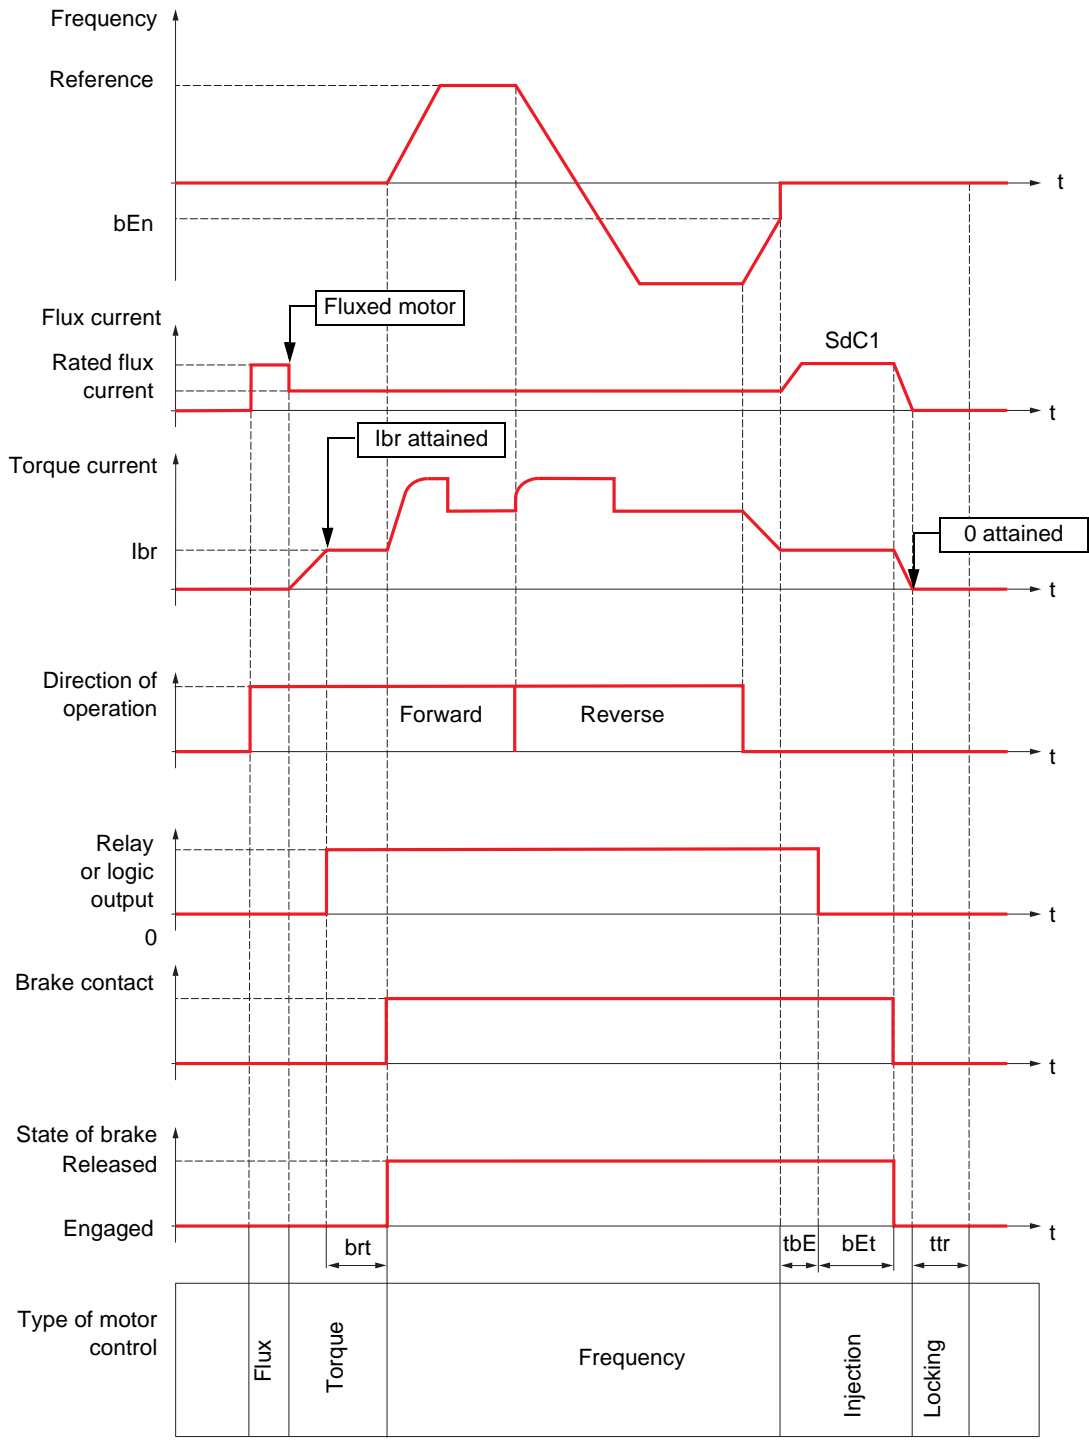 Frequency
Reference
t
bEn
Fluxed motor
Flux current
SdC1
Rated flux
current
t
Ibr attained
Torque current
0 attained
Ibr
t
Direction of
operation
Forward
Reverse
t
Relay
or logic
output
t
0
Brake contact
t
State of brake
Released
Engaged
t
brt
tbE
bEt
ttr
Type of motor
control
Flux
Torque
Frequency
Injection
Locking